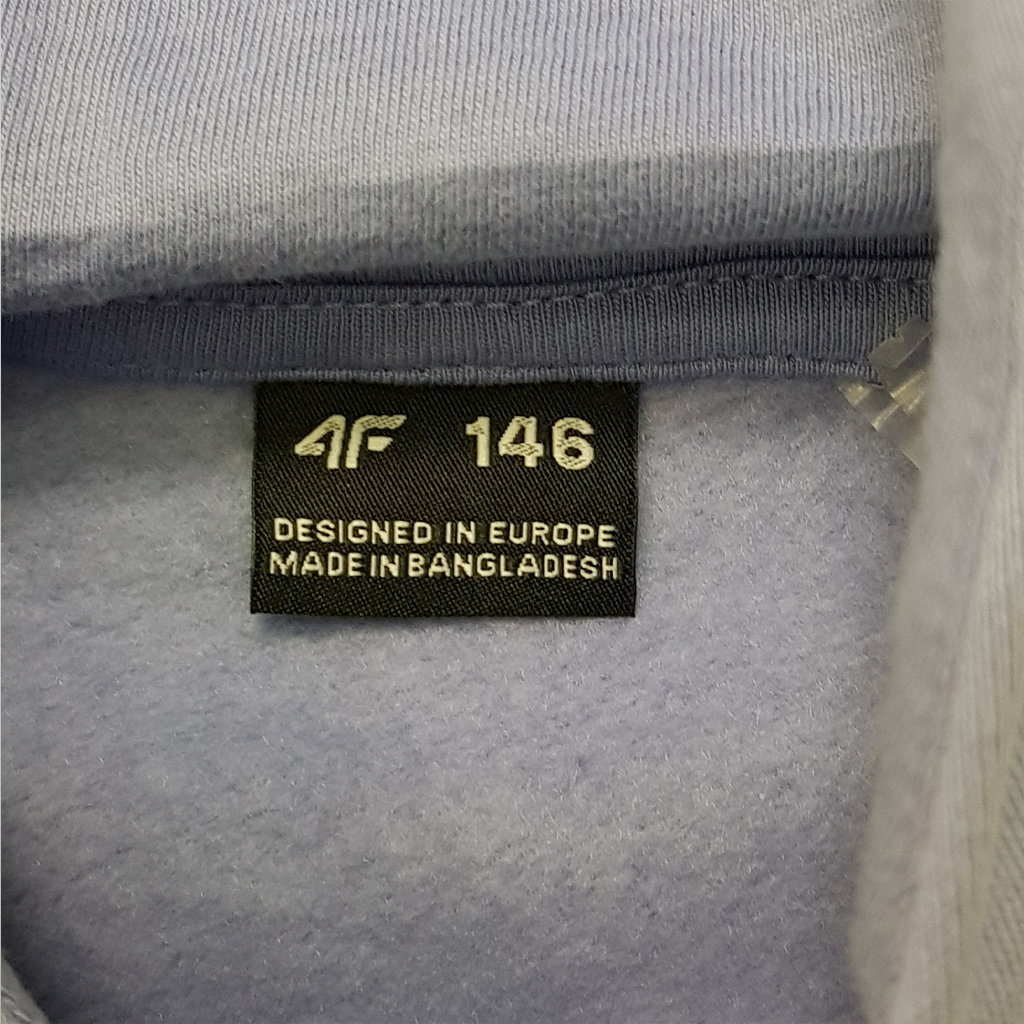 4F 146
DESIGNED IN EUROPE
MADE IN BANGLADESH